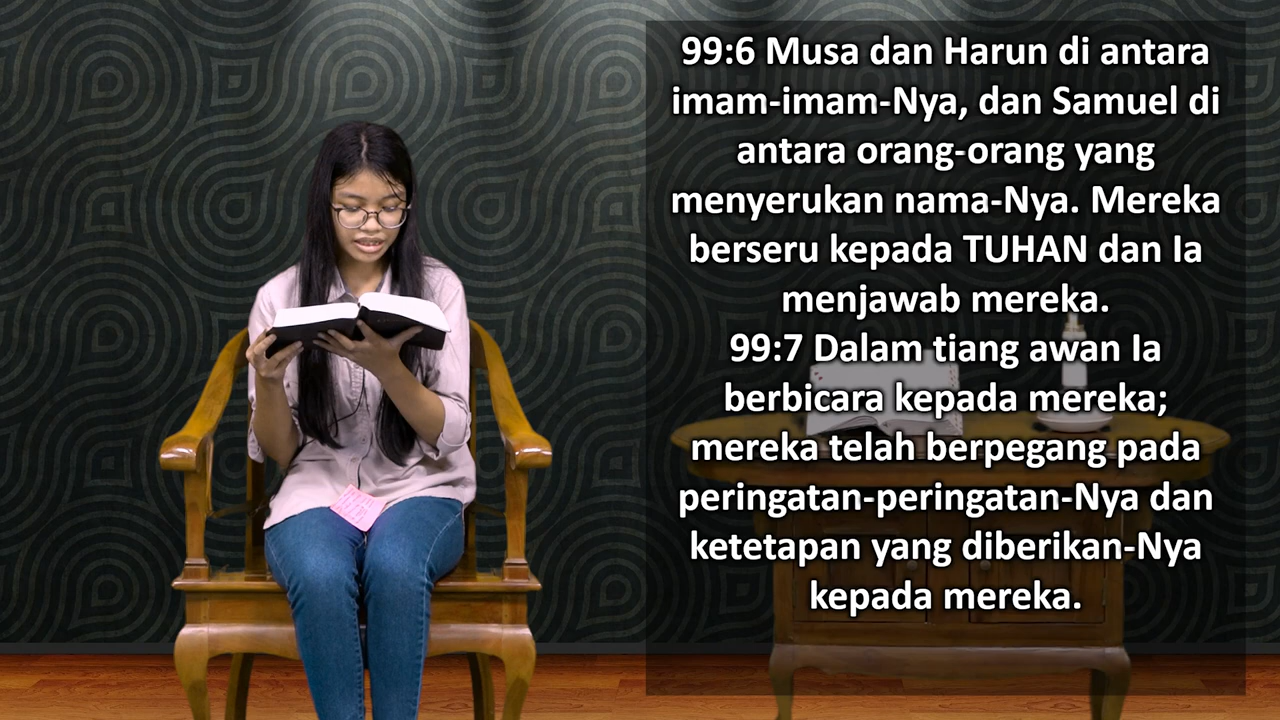 99:6 Musa dan Harun di antara
imam-imam-Nya, dan Samuel di
antara orang-orang yang
menyerukan nama-Nya. Mereka
berseru kepada TUHAN dan Ia
menjawab mereka.
99:7 Dalam tiang awan Ia
berbicara kepada mereka;
mereka telah berpegang pada
peringatan-peringatan-Nya dan
ketetapan yang diberikan-Nya
kepada mereka.